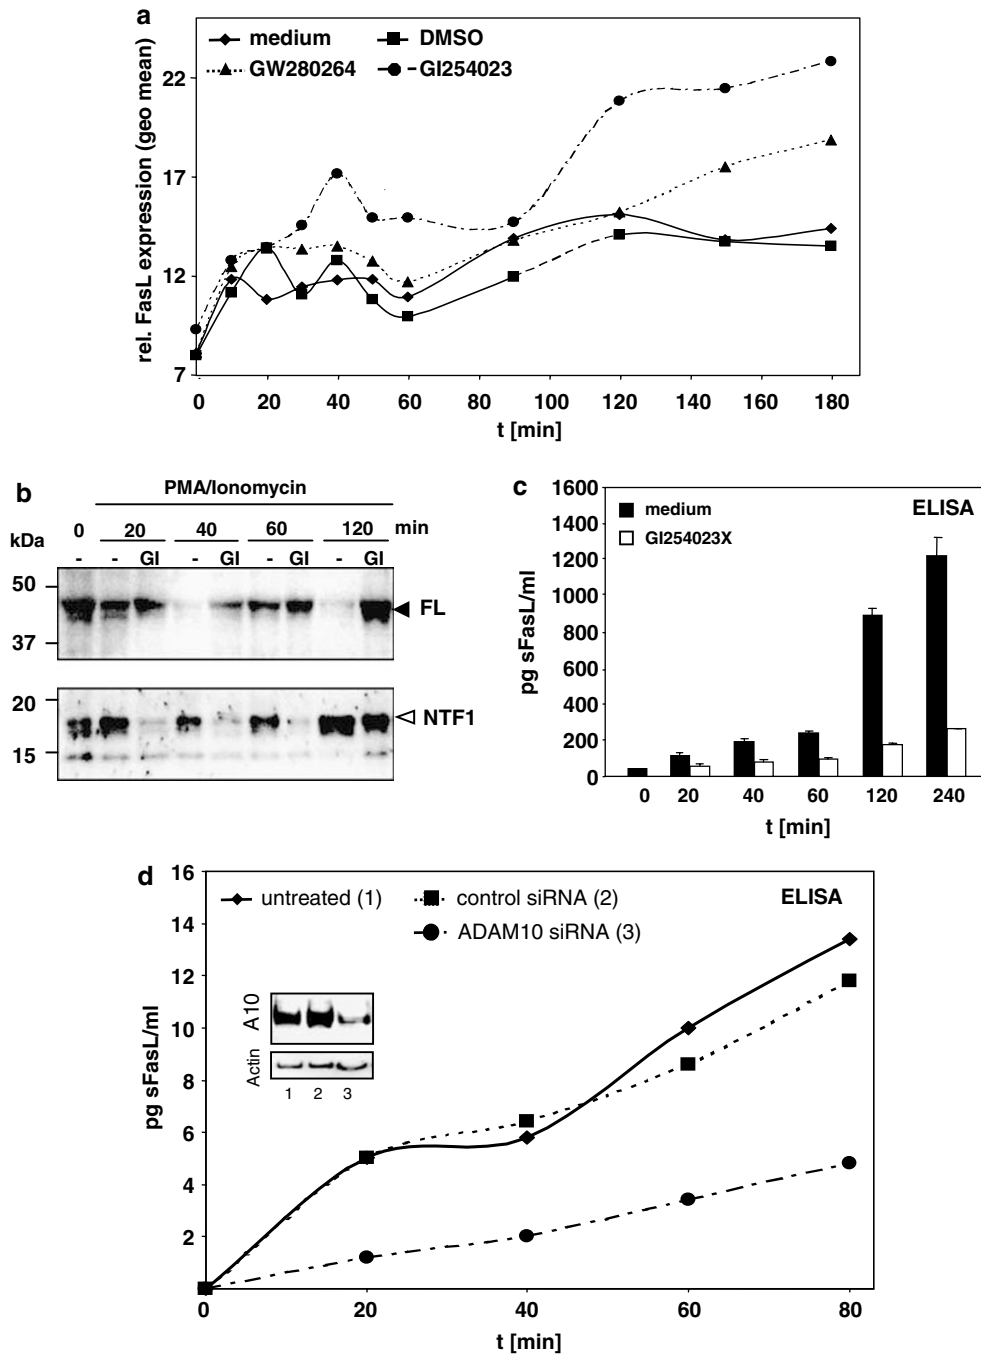 a
medium
DMSO
GW280264
GI254023
rel. FasL expression (geo mean)
22
17
12
7
0 20 40 60 80 100 120 140 160 180
t [min]
b
PMA/Ionomycin
0 20 40 60 120 min
kDa
- - GI - GI - GI - GI
50
37
FL
20
15
NTF1
c
ELISA
medium
GI254023X
pg sFasL/ml
1600
1400
1200
1000
800
600
400
200
0
0 20 40 60 120 240
t [min]
d
untreated (1)
control siRNA (2)
ADAM10 siRNA (3)
ELISA
pg sFasL/ml
16
14
12
10
8
6
4
2
A10
Actin
1 2 3
0 20 40 60 80
t [min]